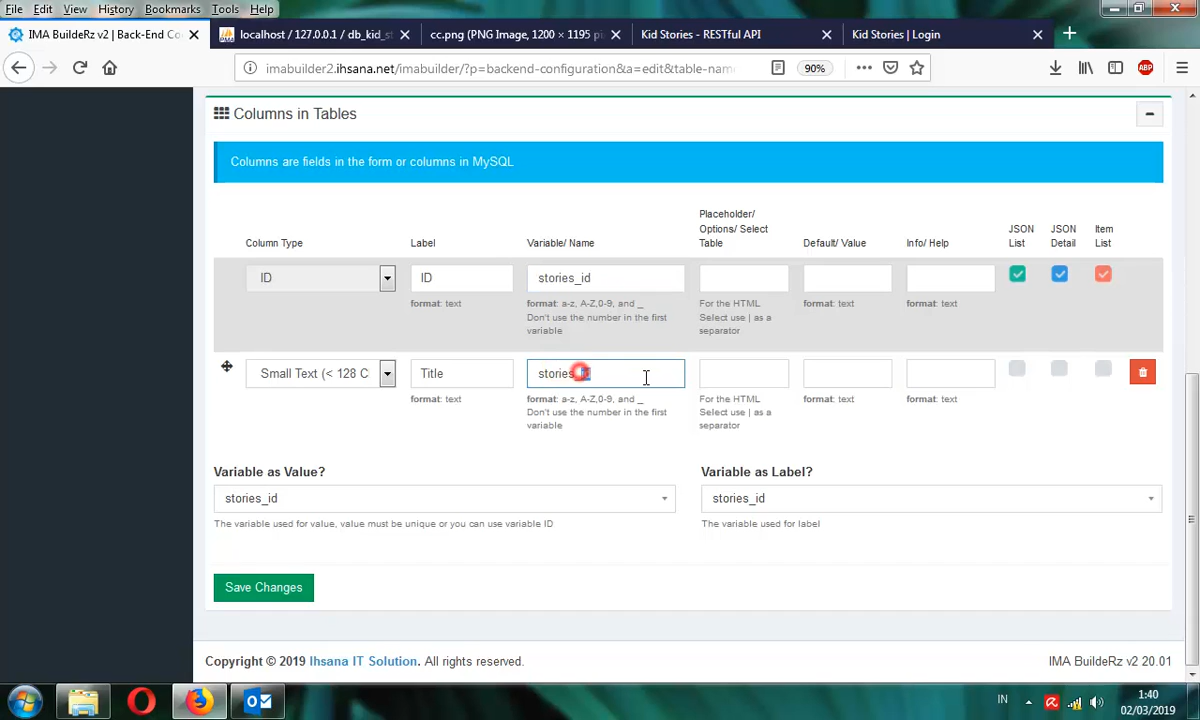 File Edit View History Bookmarks Tools Help
IMA BuildeRz v2 | Back-End Co
localhost / 127.0.0.1 / db_kid_s
cc.png (PNG Image, 1200 × 1195 pi
Kid Stories - RESTful API
Kid Stories | Login
imabuilder2.ihsana.net/imabuilder/?p=backend-configuration&a=edit&table-name
90%
ABP
Columns in Tables
Columns are fields in the form or columns in MySQL
Column Type
Label
Variable/ Name
Placeholder/
Options/ Select
Table
Default/ Value
Info/ Help
JSON
List
JSON
Detail
Item
List
ID
ID
stories_id
format: text
format: a-z, A-Z,0-9, and _
Don't use the number in the first
variable
For the HTML
Select use | as a
separator
format: text
format: text
Small Text (< 128 C
Title
stories_id
format: text
format: a-z, A-Z,0-9, and _
Don't use the number in the first
variable
For the HTML
Select use | as a
separator
format: text
format: text
Variable as Value?
stories_id
The variable used for value, value must be unique or you can use variable ID
Variable as Label?
stories_id
The variable used for label
Save Changes
Copyright © 2019 Ihsana IT Solution. All rights reserved.
IMA BuildeRz v2 20.01
IN
1:40
02/03/2019